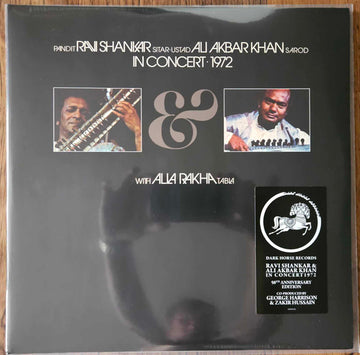 PANDIT RAVI SHANKAR SITAR·USTAD ALI AKBAR KHAN SAROD
IN CONCERT·1972
&
WITH ALLA RAKHA TABLA
DARK HORSE RECORDS
RAVI SHANKAR &
ALI AKBAR KHAN
IN CONCERT 1972
50TH ANNIVERSARY
EDITION
CO-PRODUCED BY
GEORGE HARRISON
& ZAKIR HUSSAIN